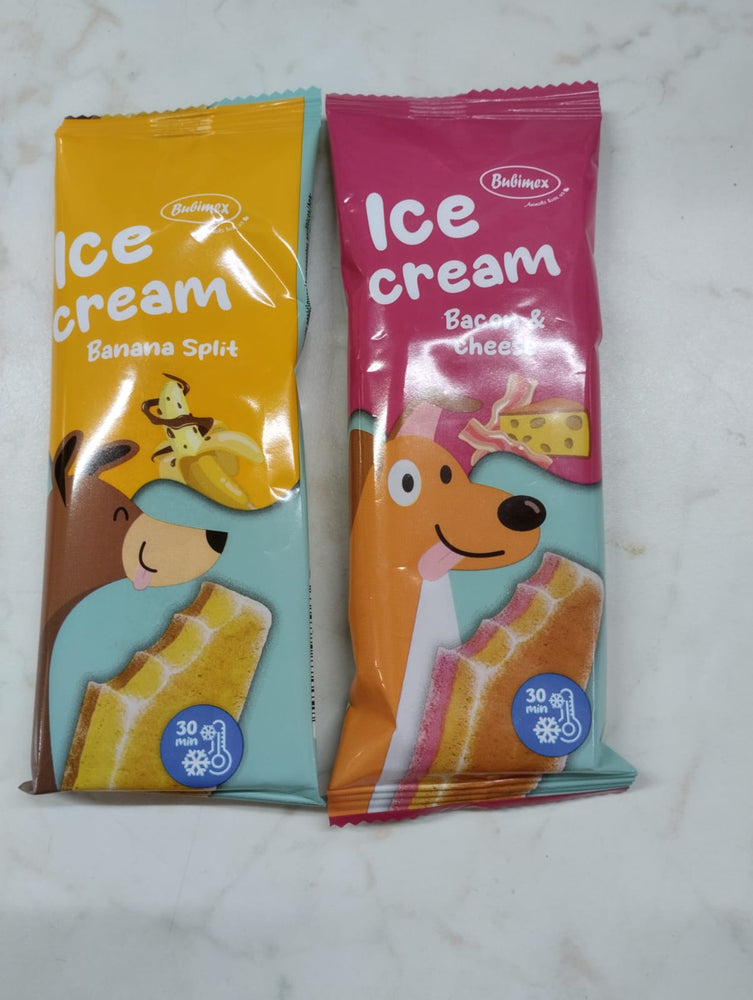 Bubimex
Ice
cream
Banana Split
30
min
Bubimex
Ice
cream
Bacon &
cheese
30
min